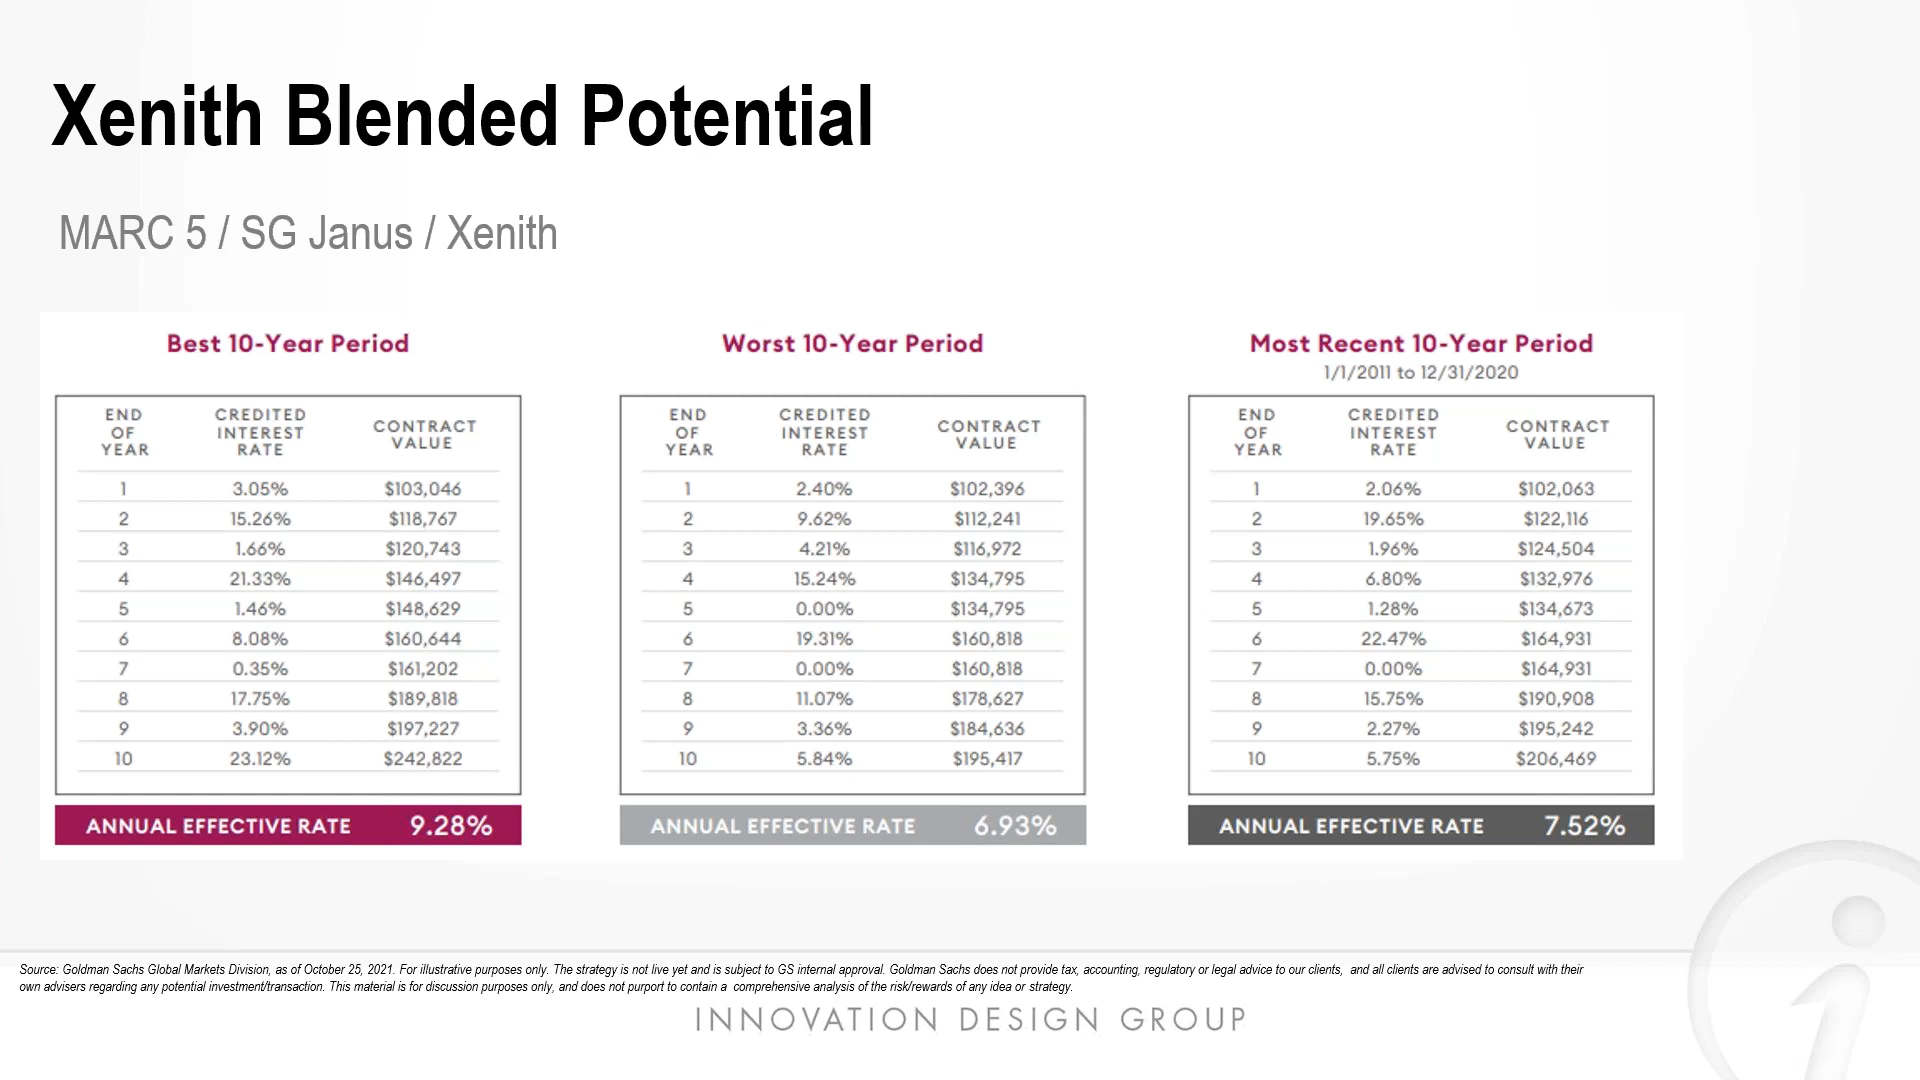 Xenith Blended Potential
MARC 5 / SG Janus / Xenith
Best 10-Year Period
END OF YEAR CREDITED INTEREST RATE CONTRACT VALUE
1 3.05% $103,046
2 15.26% $118,767
3 1.66% $120,743
4 21.33% $146,497
5 1.46% $148,629
6 8.08% $160,644
7 0.35% $161,202
8 17.75% $189,818
9 3.90% $197,227
10 23.12% $242,822
ANNUAL EFFECTIVE RATE 9.28%
Worst 10-Year Period
END OF YEAR CREDITED INTEREST RATE CONTRACT VALUE
1 2.40% $102,396
2 9.62% $112,241
3 4.21% $116,972
4 15.24% $134,795
5 0.00% $134,795
6 19.31% $160,818
7 0.00% $160,818
8 11.07% $178,627
9 3.36% $184,636
10 5.84% $195,417
ANNUAL EFFECTIVE RATE 6.93%
Most Recent 10-Year Period
1/1/2011 to 12/31/2020
END OF YEAR CREDITED INTEREST RATE CONTRACT VALUE
1 2.06% $102,063
2 19.65% $122,116
3 1.96% $124,504
4 6.80% $132,976
5 1.28% $134,673
6 22.47% $164,931
7 0.00% $164,931
8 15.75% $190,908
9 2.27% $195,242
10 5.75% $206,469
ANNUAL EFFECTIVE RATE 7.52%
Source: Goldman Sachs Global Markets Division, as of October 25, 2021. For illustrative purposes only. The strategy is not live yet and is subject to GS internal approval. Goldman Sachs does not provide tax, accounting, regulatory or legal advice to our clients, and all clients are advised to consult with their
own advisers regarding any potential investment/transaction. This material is for discussion purposes only, and does not purport to contain a comprehensive analysis of the risk/rewards of any idea or strategy.
INNOVATION DESIGN GROUP